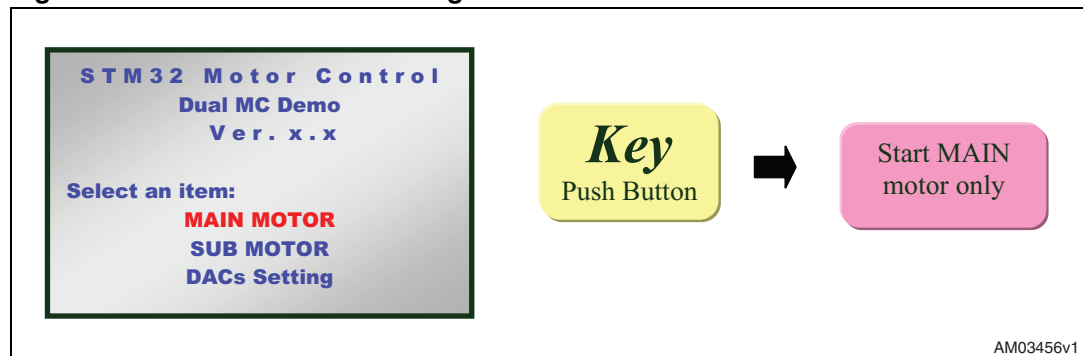 STM32 Motor Control
Dual MC Demo
Ver. x.x
Select an item:
MAIN MOTOR
SUB MOTOR
DACs Setting
Key
Push Button
Start MAIN
motor only
AM03456v1